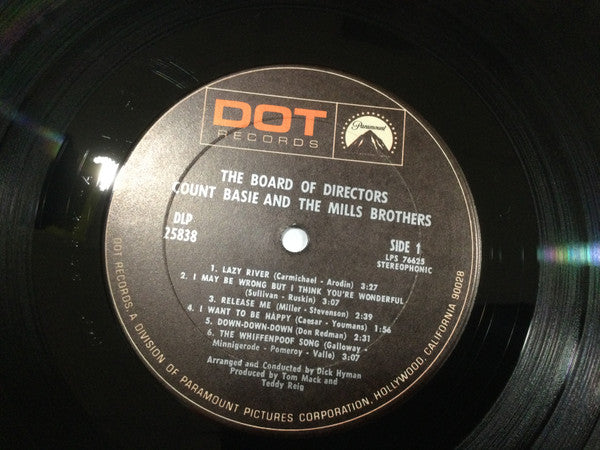 DOT
RECORDS
Paramount
THE BOARD OF DIRECTORS
COUNT BASIE AND THE MILLS BROTHERS
DLP
25838
SIDE 1
LPS 76625
STEREOPHONIC
1. LAZY RIVER (Carmichael - Arodin) 3:27
2. I MAY BE WRONG BUT I THINK YOU'RE WONDERFUL
(Sullivan - Ruskin) 3:07
3. RELEASE ME (Miller - Stevenson) 2:39
4. I WANT TO BE HAPPY (Caesar - Youmans) 1:56
5. DOWN-DOWN-DOWN (Don Redman) 2:31
6. THE WHIFFENPOOF SONG (Galloway -
Minnigerode - Pomeroy - Valle) 3:07
Arranged and Conducted by Dick Hyman
Produced by Tom Mack and
Teddy Reig
DOT RECORDS, A DIVISION OF PARAMOUNT PICTURES CORPORATION, HOLLYWOOD, CALIFORNIA 90028